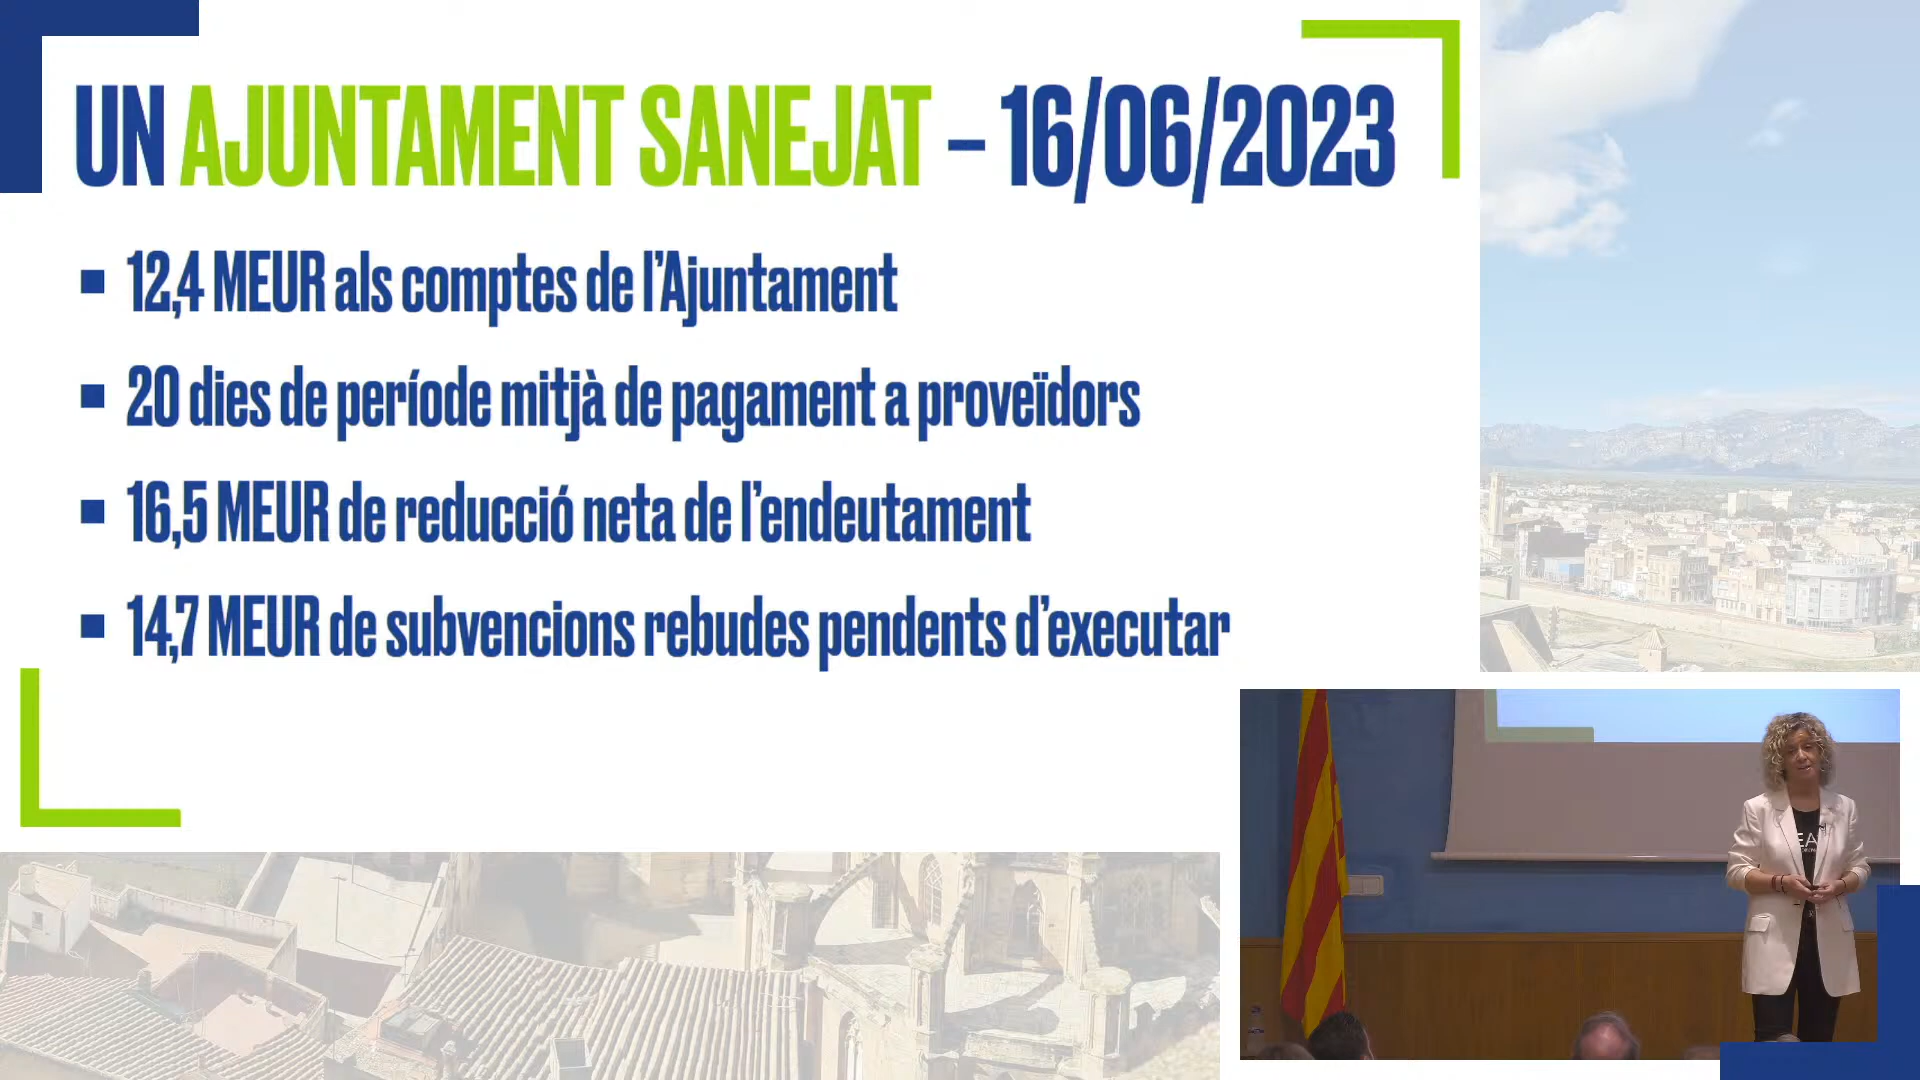 UN AJUNTAMENT SANEJAT – 16/06/2023
▪ 12,4 MEUR als comptes de l’Ajuntament
▪ 20 dies de període mitjà de pagament a proveïdors
▪ 16,5 MEUR de reducció neta de l’endeutament
▪ 14,7 MEUR de subvencions rebudes pendents d’executar